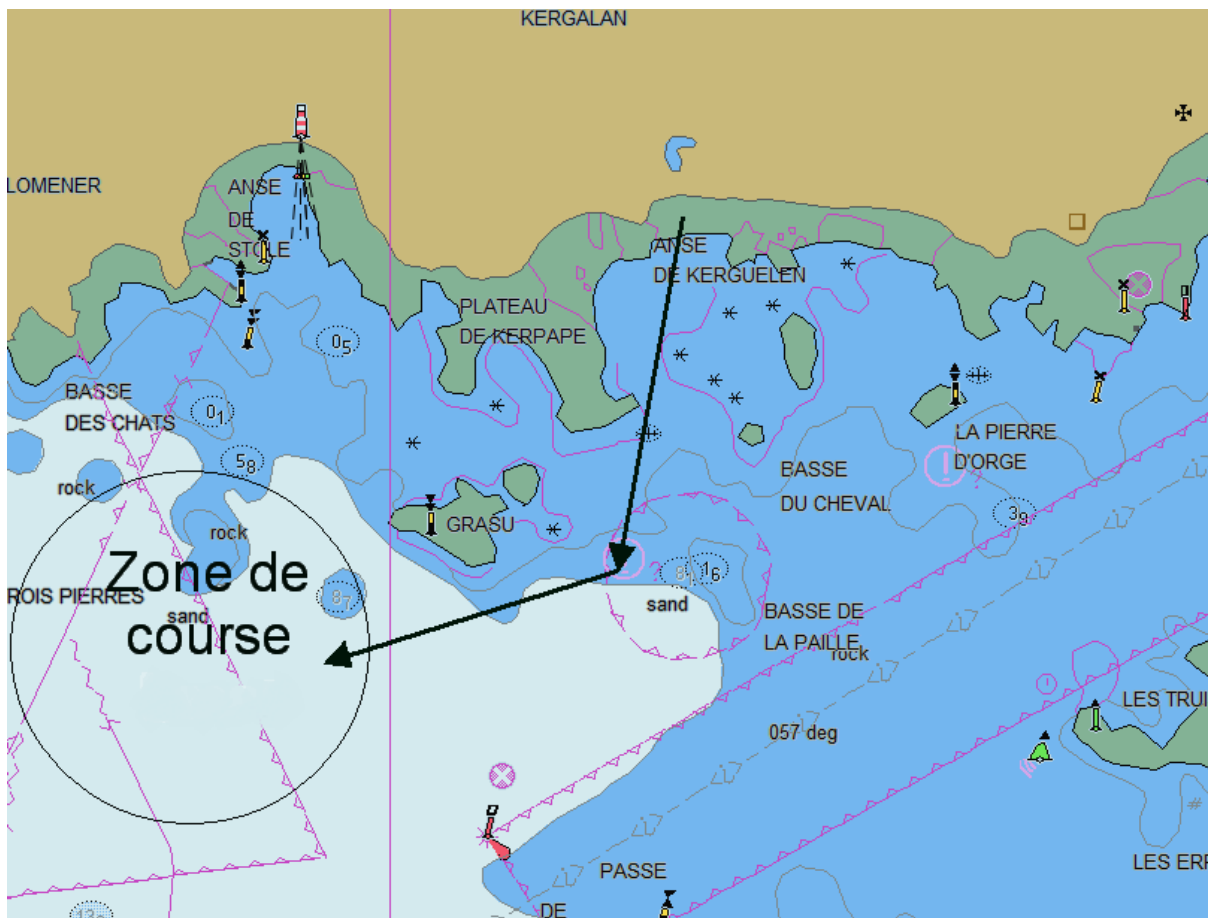 KERGALAN
LOMENER
ANSE
DE
STOLE
ANSE
DE KERGUELEN
PLATEAU
DE KERPAPE
0₅
BASSE
DES CHATS
0₁
5₈
rock
rock
GRASU
BASSE
DU CHEVAL
LA PIERRE
D'ORGE
3₉
Zone de
course
ROIS PIERRES
sand
8₇
?
8₁
1₆
sand
BASSE DE
LA PAILLE
rock
057 deg
LES TRUI
PASSE
DE
LES ERR